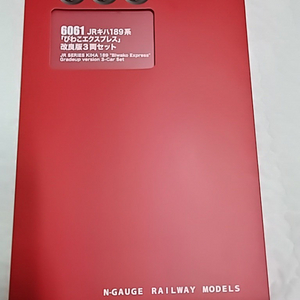 6061 JRキハ189系
「びわこエクスプレス」
改良版3両セット
JR SERIES KIHA 189 "Biwako Express"
Gradeup version 3-Car Set
N-GAUGE RAILWAY MODELS